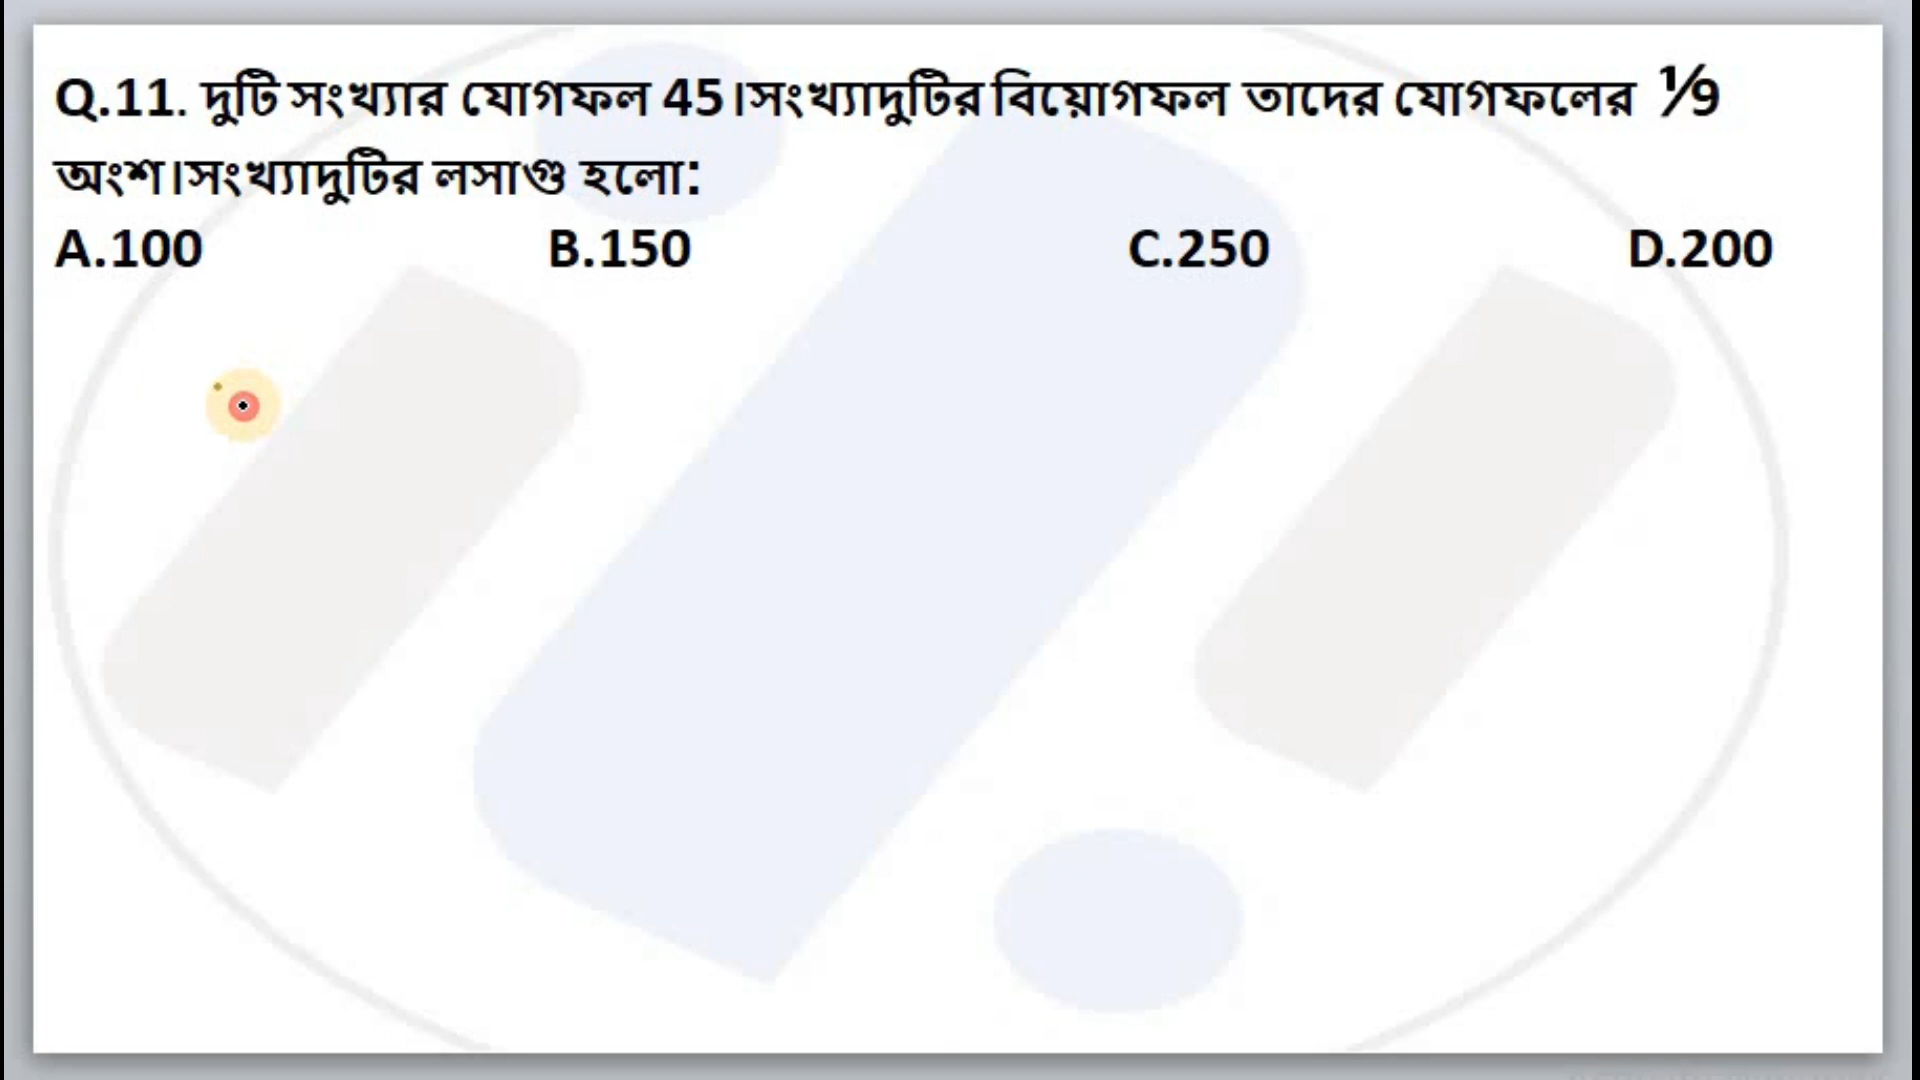 Q.11. দুটি সংখ্যার যোগফল 45।সংখ্যাদুটির বিয়োগফল তাদের যোগফলের ⅑
অংশ।সংখ্যাদুটির লসাগু হলো:
A.100 B.150 C.250 D.200